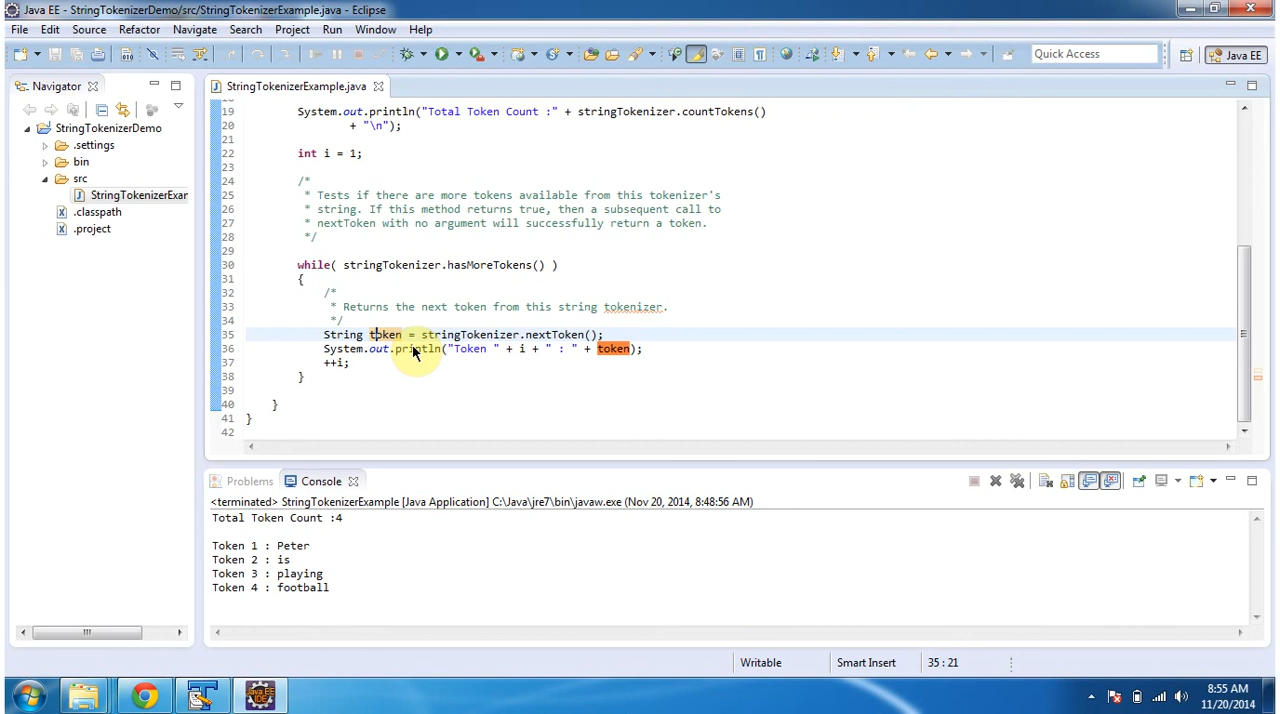 Java EE - StringTokenizerDemo/src/StringTokenizerExample.java - Eclipse
File Edit Source Refactor Navigate Search Project Run Window Help
Quick Access
Java EE
Navigator
StringTokenizerDemo
.settings
bin
src
StringTokenizerExar
.classpath
.project
StringTokenizerExample.java
19 System.out.println("Total Token Count :" + stringTokenizer.countTokens()
20 + "\n");
21
22 int i = 1;
23
24 /*
25 * Tests if there are more tokens available from this tokenizer's
26 * string. If this method returns true, then a subsequent call to
27 * nextToken with no argument will successfully return a token.
28 */
29
30 while( stringTokenizer.hasMoreTokens() )
31 {
32 /*
33 * Returns the next token from this string tokenizer.
34 */
35 String token = stringTokenizer.nextToken();
36 System.out.println("Token " + i + " : " + token);
37 ++i;
38 }
39
40 }
41 }
42
Problems Console
<terminated> StringTokenizerExample [Java Application] C:\Java\jre7\bin\javaw.exe (Nov 20, 2014, 8:48:56 AM)
Total Token Count :4
Token 1 : Peter
Token 2 : is
Token 3 : playing
Token 4 : football
Writable Smart Insert 35 : 21
Java EE
IDE
8:55 AM
11/20/2014